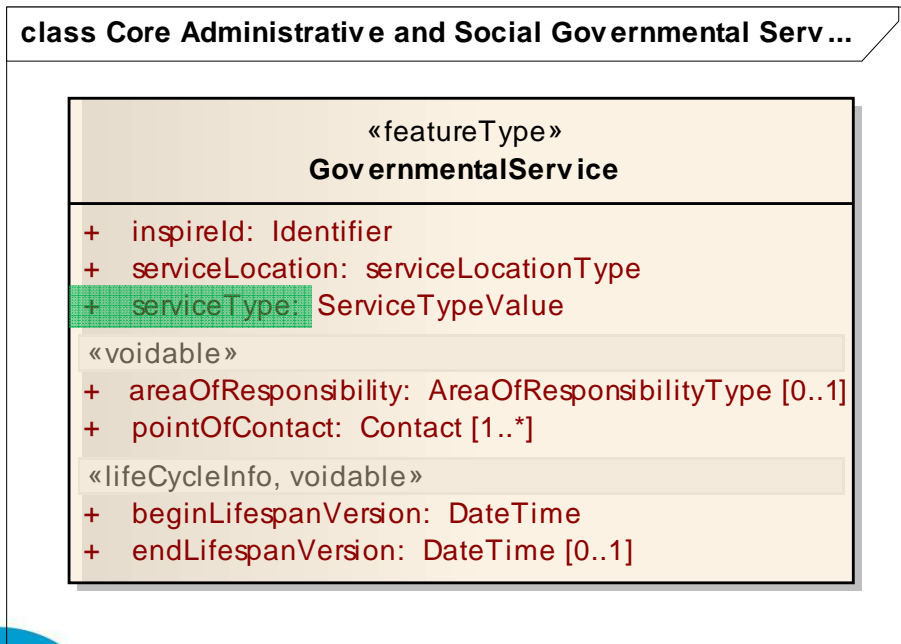 class Core Administrative and Social Governmental Serv...
«featureType»
GovernmentalService
+ inspireId: Identifier
+ serviceLocation: serviceLocationType
+ serviceType: ServiceTypeValue
«voidable»
+ areaOfResponsibility: AreaOfResponsibilityType [0..1]
+ pointOfContact: Contact [1..*]
«lifeCycleInfo, voidable»
+ beginLifespanVersion: DateTime
+ endLifespanVersion: DateTime [0..1]